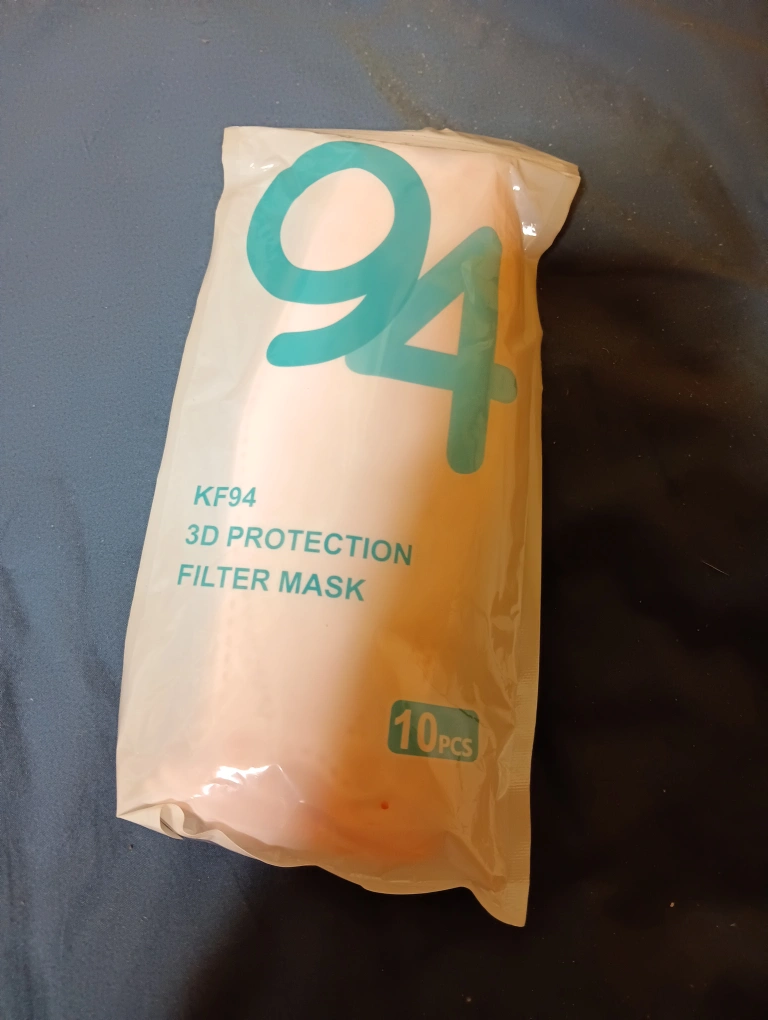 94
KF94
3D PROTECTION
FILTER MASK
10PCS